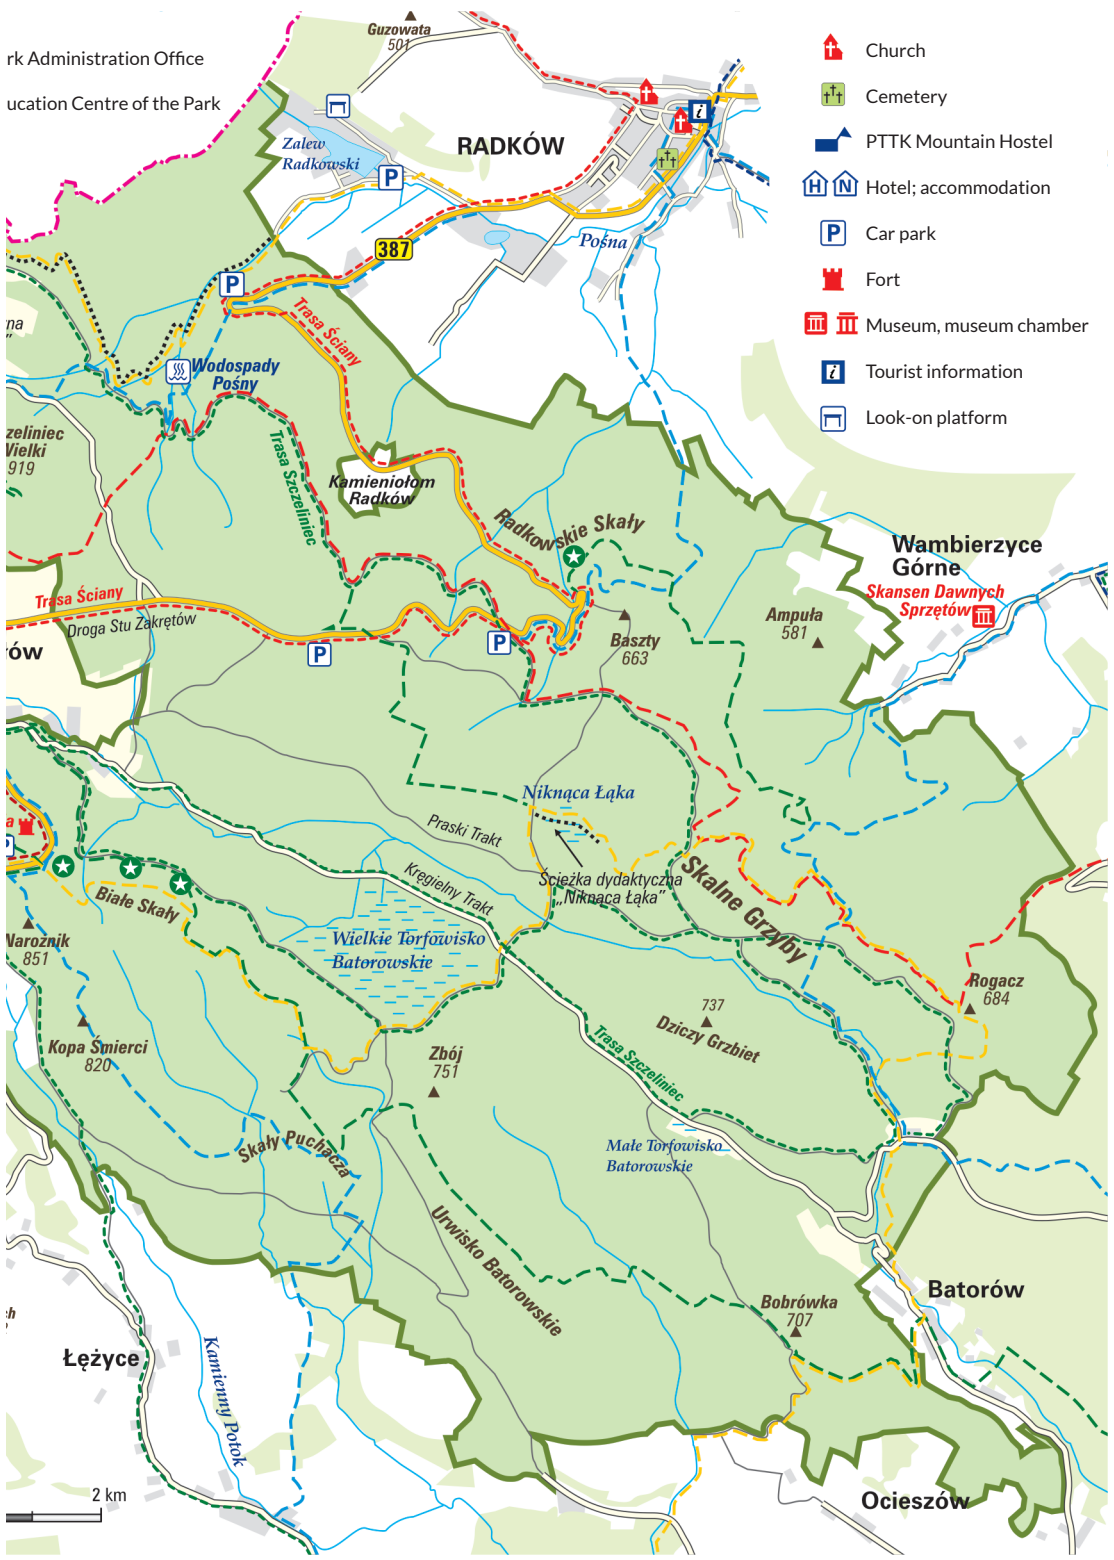 rk Administration Office
ucation Centre of the Park
Church
Cemetery
PTTK Mountain Hostel
H N Hotel; accommodation
P Car park
Fort
Museum, museum chamber
i Tourist information
Look-on platform
Guzowata
501
RADKÓW
i
Zalew
Radkowski
P
387
Pośna
P
Trasa Ściany
na
"
Wodospady
Pośny
zeliniec
Wielki
919
Trasa Szczeliniec
Kamieniołom
Radków
Radkowskie Skały
Wambierzyce
Górne
Skansen Dawnych
Sprzętów
Trasa Ściany
Droga Stu Zakrętów
ów
P
P
Baszty
663
Ampuła
581
Niknąca Łąka
Praski Trakt
Ścieżka dydaktyczna
„Niknąca Łąka"
Kręgielny Trakt
a
Białe Skały
Skalne Grzyby
Narożnik
851
Wielkie Torfowisko
Batorowskie
Rogacz
684
737
Dziczy Grzbiet
Kopa Śmierci
820
Zbój
751
Trasa Szczeliniec
Skały Puchacza
Małe Torfowisko
Batorowskie
Urwisko Batorowskie
Batorów
Bobrówka
707
ch
Łężyce
Kamienny Potok
2 km
Ocieszów